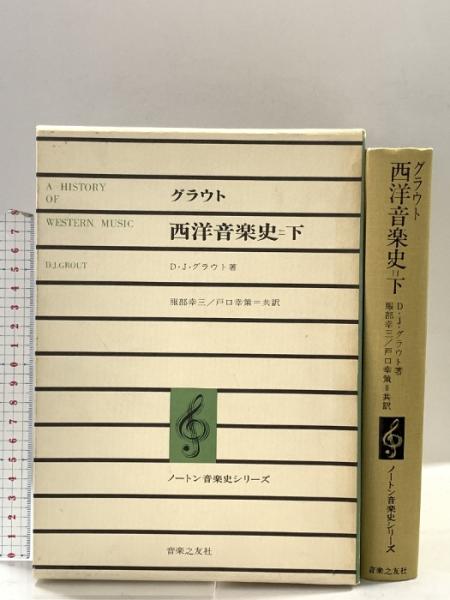 A HISTORY
OF
WESTERN MUSIC
D.J.GROUT
グラウト
西洋音楽史=下
D・J・グラウト著
服部幸三/戸口幸策=共訳
ノートン音楽史シリーズ
音楽之友社
グラウト
西洋音楽史=下
D・J・グラウト著
服部幸三/戸口幸策=共訳
ノートン音楽史シリーズ
音楽之友社